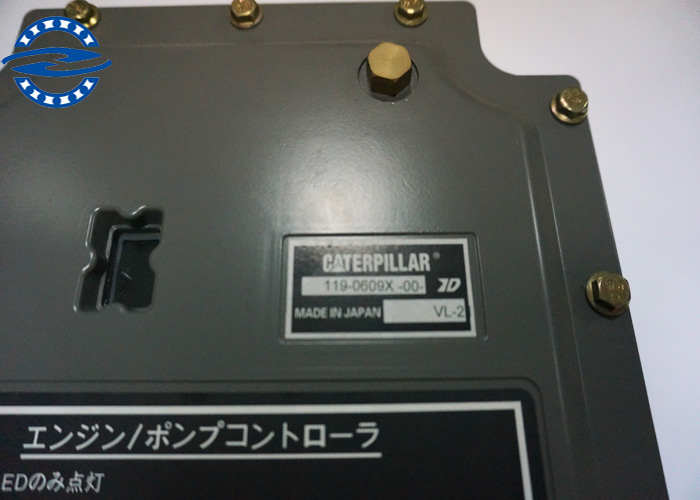 CATERPILLAR®
119-0609X -00-
MADE IN JAPAN VL-2
エンジン/ポンプコントローラ
EDのみ点灯